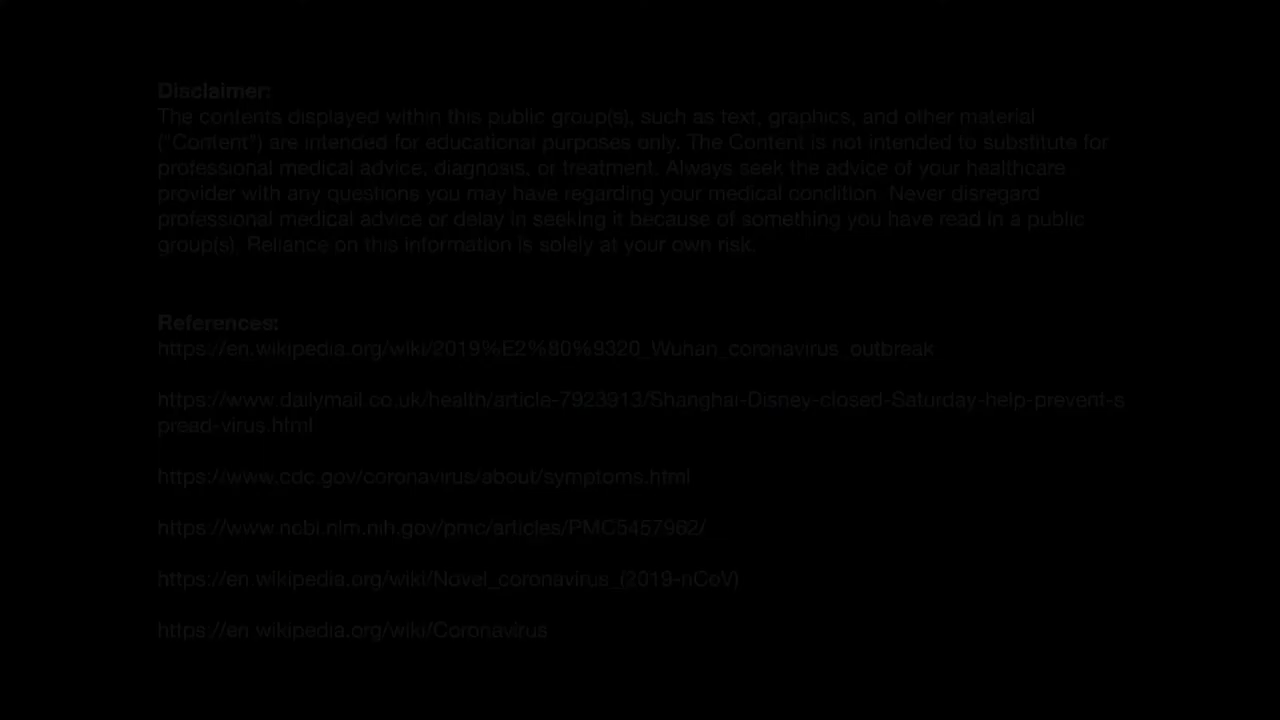 Disclaimer:
The contents displayed within this public group(s), such as text, graphics, and other material
("Content") are intended for educational purposes only. The Content is not intended to substitute for
professional medical advice, diagnosis, or treatment. Always seek the advice of your healthcare
provider with any questions you may have regarding your medical condition. Never disregard
professional medical advice or delay in seeking it because of something you have read in a public
group(s). Reliance on this information is solely at your own risk.
References:
https://en.wikipedia.org/wiki/2019%E2%80%9320_Wuhan_coronavirus_outbreak
https://www.dailymail.co.uk/health/article-7923913/Shanghai-Disney-closed-Saturday-help-prevent-s
pread-virus.html
https://www.cdc.gov/coronavirus/about/symptoms.html
https://www.ncbi.nlm.nih.gov/pmc/articles/PMC5457962/
https://en.wikipedia.org/wiki/Novel_coronavirus_(2019-nCoV)
https://en.wikipedia.org/wiki/Coronavirus